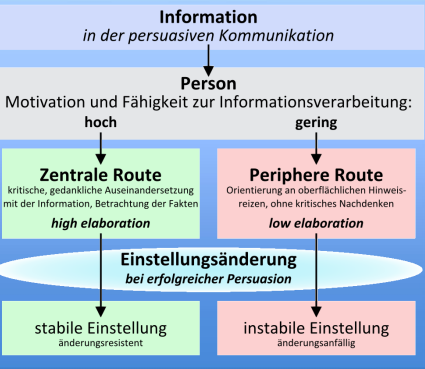 Information
in der persuasiven Kommunikation
Person
Motivation und Fähigkeit zur Informationsverarbeitung:
hoch
gering
Zentrale Route
kritische, gedankliche Auseinandersetzung
mit der Information, Betrachtung der Fakten
high elaboration
Periphere Route
Orientierung an oberflächlichen Hinweis-
reizen, ohne kritisches Nachdenken
low elaboration
Einstellungsänderung
bei erfolgreicher Persuasion
stabile Einstellung
änderungsresistent
instabile Einstellung
änderungsanfällig